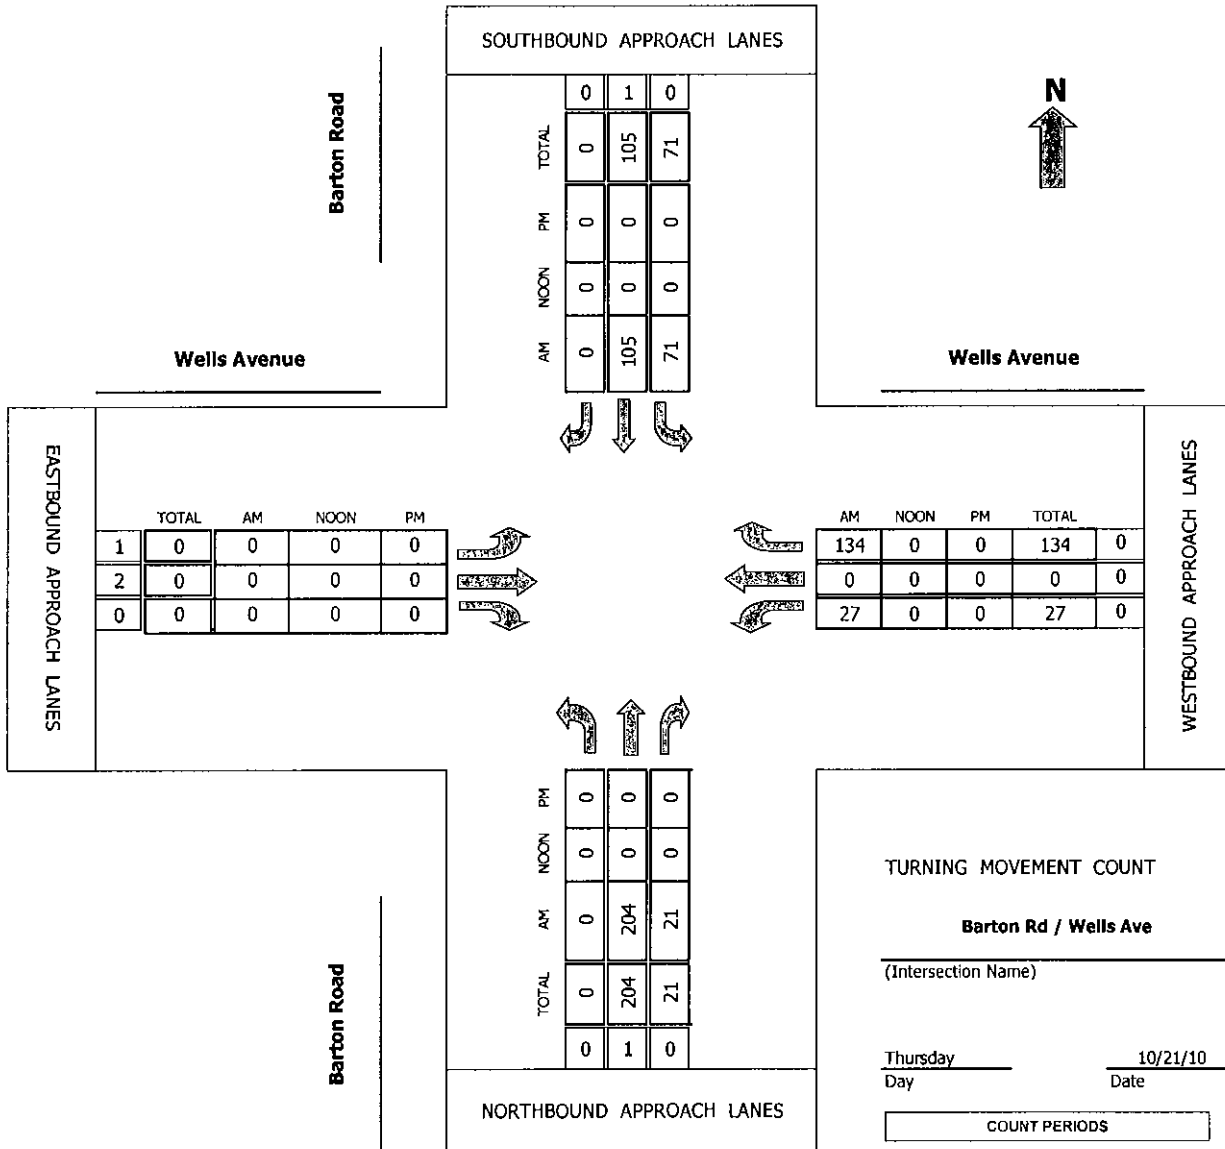 SOUTHBOUND APPROACH LANES
0 1 0
TOTAL 0 105 71
PM 0 0 0
NOON 0 0 0
AM 0 105 71
Barton Road
N
Wells Avenue
Wells Avenue
EASTBOUND APPROACH LANES
TOTAL AM NOON PM
1 0 0 0 0
2 0 0 0 0
0 0 0 0 0
AM NOON PM TOTAL
134 0 0 134 0
0 0 0 0 0
27 0 0 27 0
WESTBOUND APPROACH LANES
PM 0 0 0
NOON 0 0 0
AM 0 204 21
TOTAL 0 204 21
0 1 0
Barton Road
NORTHBOUND APPROACH LANES
TURNING MOVEMENT COUNT
Barton Rd / Wells Ave
(Intersection Name)
Thursday 10/21/10
Day Date
COUNT PERIODS